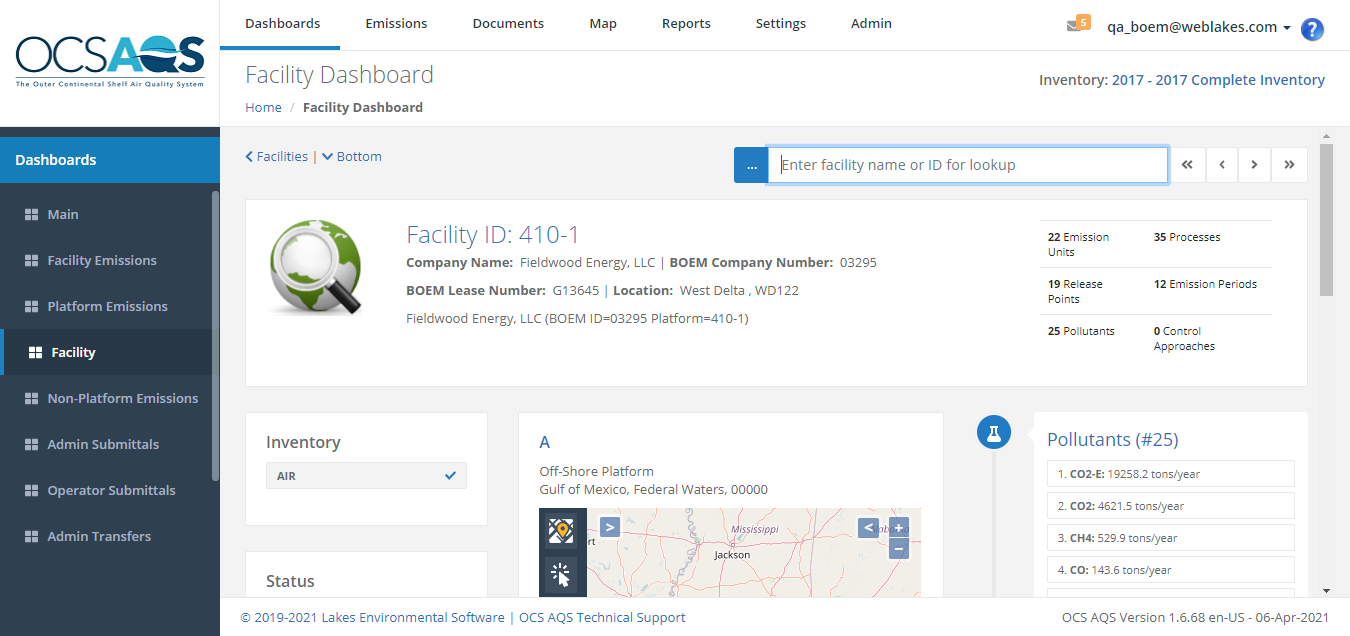 OCSAQS
The Outer Continental Shelf Air Quality System
Dashboards
Emissions
Documents
Map
Reports
Settings
Admin
5
qa_boem@weblakes.com
?
Facility Dashboard
Home / Facility Dashboard
Inventory: 2017 - 2017 Complete Inventory
Dashboards
Main
Facility Emissions
Platform Emissions
Facility
Non-Platform Emissions
Admin Submittals
Operator Submittals
Admin Transfers
Facilities | Bottom
... Enter facility name or ID for lookup
Facility ID: 410-1
Company Name: Fieldwood Energy, LLC | BOEM Company Number: 03295
BOEM Lease Number: G13645 | Location: West Delta , WD122
Fieldwood Energy, LLC (BOEM ID=03295 Platform=410-1)
22 Emission Units
35 Processes
19 Release Points
12 Emission Periods
25 Pollutants
0 Control Approaches
Inventory
AIR
Status
A
Off-Shore Platform
Gulf of Mexico, Federal Waters, 00000
Mississippi
Jackson
Pollutants (#25)
1. CO2-E: 19258.2 tons/year
2. CO2: 4621.5 tons/year
3. CH4: 529.9 tons/year
4. CO: 143.6 tons/year
© 2019-2021 Lakes Environmental Software | OCS AQS Technical Support
OCS AQS Version 1.6.68 en-US - 06-Apr-2021